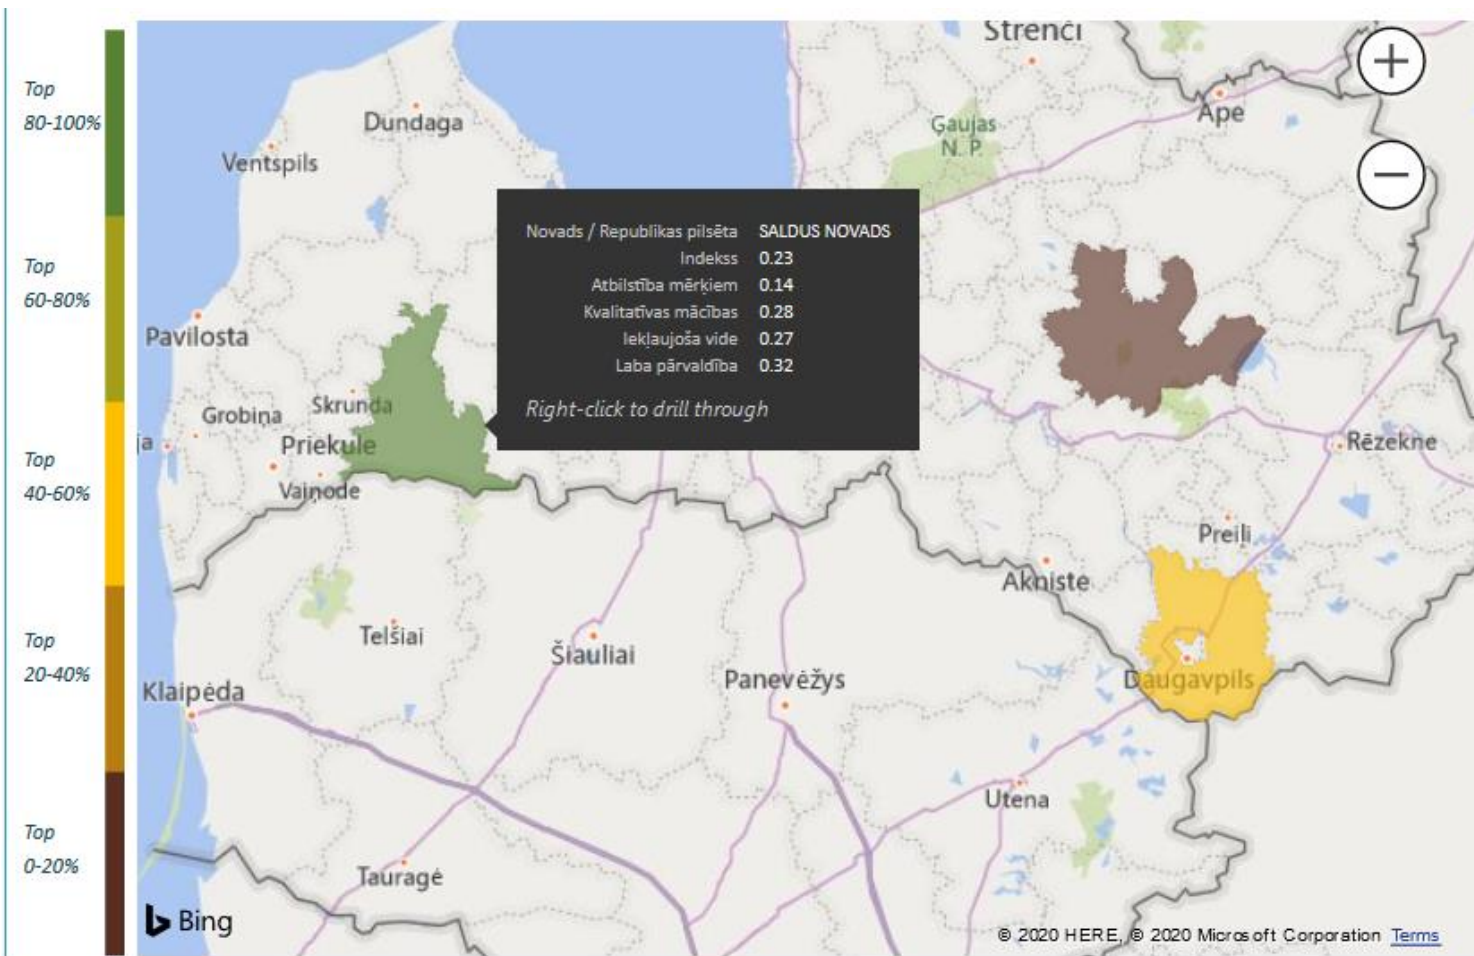 Top
80-100%
Top
60-80%
Top
40-60%
Top
20-40%
Top
0-20%
Strenči
Dundaga
Ape
Gaujas
N. P.
Ventspils
Novads / Republikas pilsēta SALDUS NOVADS
Indekss 0.23
Atbilstība mērķiem 0.14
Kvalitatīvas mācības 0.28
Iekļaujoša vide 0.27
Laba pārvaldība 0.32
Right-click to drill through
Pavilosta
Skrunda
Grobiņa
ja
Priekule
Rēzekne
Vaiņode
Preiļi
Akniste
Telšiai
Šiauliai
Panevėžys
Daugavpils
Klaipėda
Utena
Tauragė
Bing
© 2020 HERE, © 2020 Microsoft Corporation Terms